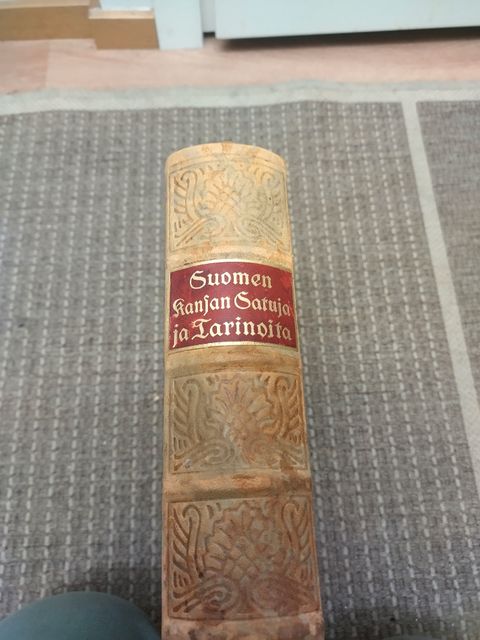 Suomen
Kansan Satuja
ja Tarinoita